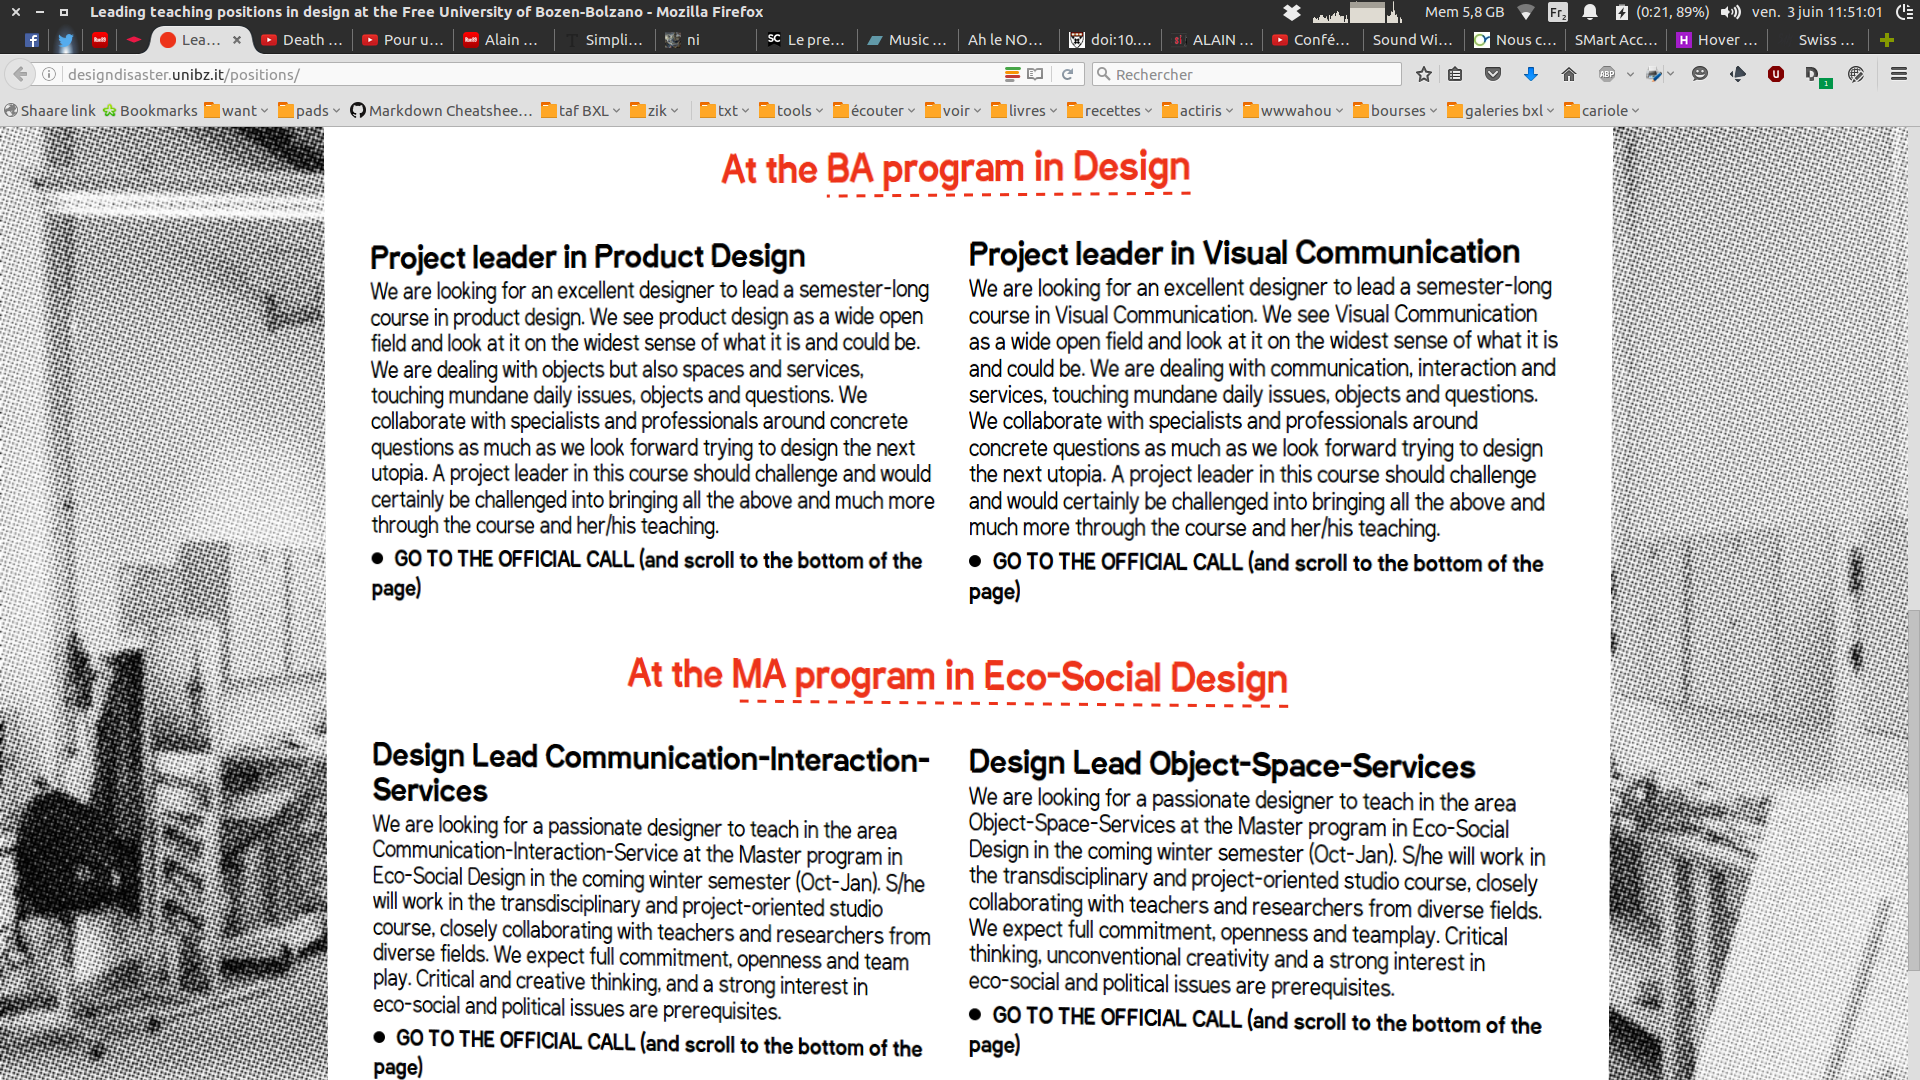 Leading teaching positions in design at the Free University of Bozen-Bolzano - Mozilla Firefox
Mem 5,8 GB
Fr2
(0:21, 89%)
ven. 3 juin 11:51:01
Lea…
Death …
Pour u…
Alain …
Simpli…
ni
Le pre…
Music …
Ah le NO…
doi:10.…
ALAIN …
Confé…
Sound Wi…
Nous c…
SMart Acc…
Hover …
Swiss …
designdisaster.unibz.it/positions/
Rechercher
ABP
1
Shaare link
Bookmarks
want
pads
Markdown Cheatshee…
taf BXL
zik
txt
tools
écouter
voir
livres
recettes
actiris
wwwahou
bourses
galeries bxl
cariole
At the BA program in Design
Project leader in Product Design
We are looking for an excellent designer to lead a semester-long
course in product design. We see product design as a wide open
field and look at it on the widest sense of what it is and could be.
We are dealing with objects but also spaces and services,
touching mundane daily issues, objects and questions. We
collaborate with specialists and professionals around concrete
questions as much as we look forward trying to design the next
utopia. A project leader in this course should challenge and would
certainly be challenged into bringing all the above and much more
through the course and her/his teaching.
● GO TO THE OFFICIAL CALL (and scroll to the bottom of the
page)
Project leader in Visual Communication
We are looking for an excellent designer to lead a semester-long
course in Visual Communication. We see Visual Communication
as a wide open field and look at it on the widest sense of what it is
and could be. We are dealing with communication, interaction and
services, touching mundane daily issues, objects and questions.
We collaborate with specialists and professionals around
concrete questions as much as we look forward trying to design
the next utopia. A project leader in this course should challenge
and would certainly be challenged into bringing all the above and
much more through the course and her/his teaching.
● GO TO THE OFFICIAL CALL (and scroll to the bottom of the
page)
At the MA program in Eco-Social Design
Design Lead Communication-Interaction-
Services
We are looking for a passionate designer to teach in the area
Communication-Interaction-Service at the Master program in
Eco-Social Design in the coming winter semester (Oct-Jan). S/he
will work in the transdisciplinary and project-oriented studio
course, closely collaborating with teachers and researchers from
diverse fields. We expect full commitment, openness and team
play. Critical and creative thinking, and a strong interest in
eco-social and political issues are prerequisites.
● GO TO THE OFFICIAL CALL (and scroll to the bottom of the
page)
Design Lead Object-Space-Services
We are looking for a passionate designer to teach in the area
Object-Space-Services at the Master program in Eco-Social
Design in the coming winter semester (Oct-Jan). S/he will work in
the transdisciplinary and project-oriented studio course, closely
collaborating with teachers and researchers from diverse fields.
We expect full commitment, openness and teamplay. Critical
thinking, unconventional creativity and a strong interest in
eco-social and political issues are prerequisites.
● GO TO THE OFFICIAL CALL (and scroll to the bottom of the
page)